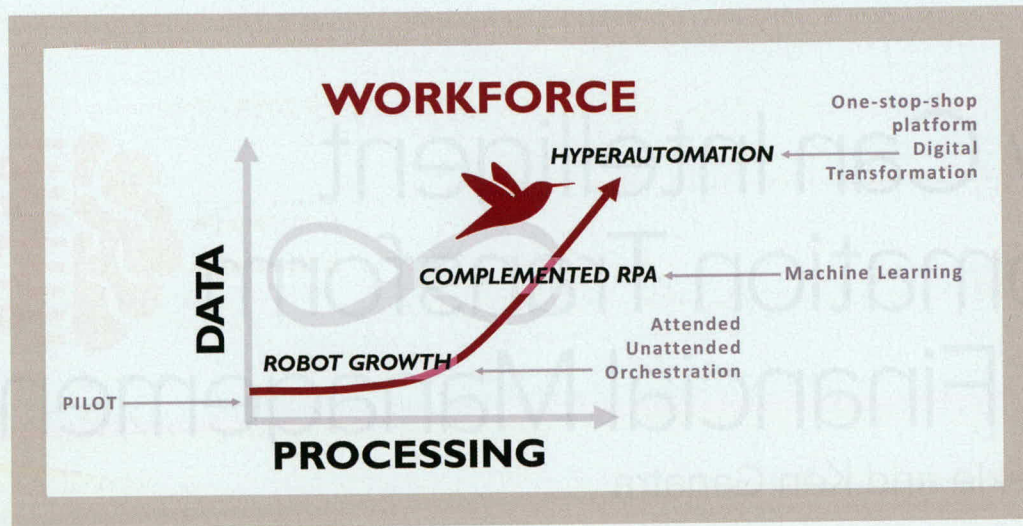 WORKFORCE
One-stop-shop
platform
Digital
Transformation
HYPERAUTOMATION
COMPLEMENTED RPA
Machine Learning
Attended
Unattended
Orchestration
ROBOT GROWTH
PILOT
DATA
PROCESSING